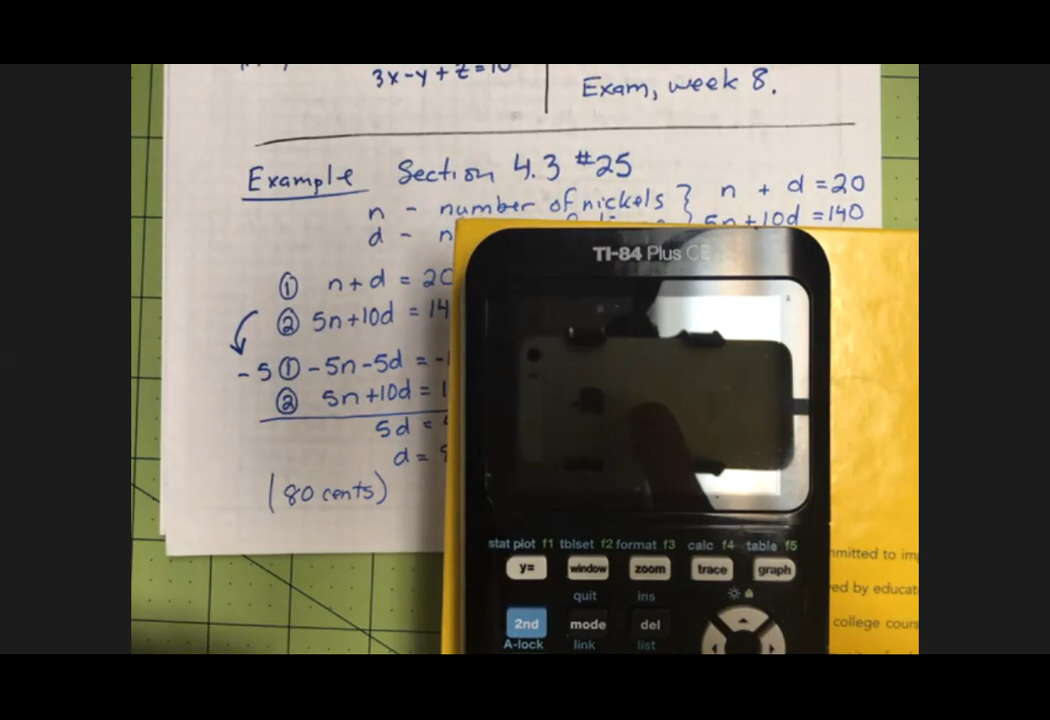 3x-y+z=10
Exam, week 8.
Example Section 4.3 #25
n - number of nickels } n + d = 20
d - n 5n+10d = 140
① n+d = 20
② 5n+10d = 14
-5① -5n-5d = -1
② 5n+10d = 1
5d =
d =
(80 cents)
TI-84 Plus CE
stat plot f1 tblset f2 format f3 calc f4 table f5
y= window zoom trace graph
quit ins
2nd mode del
A-lock link list
mmitted to im
ed by educat
college cours